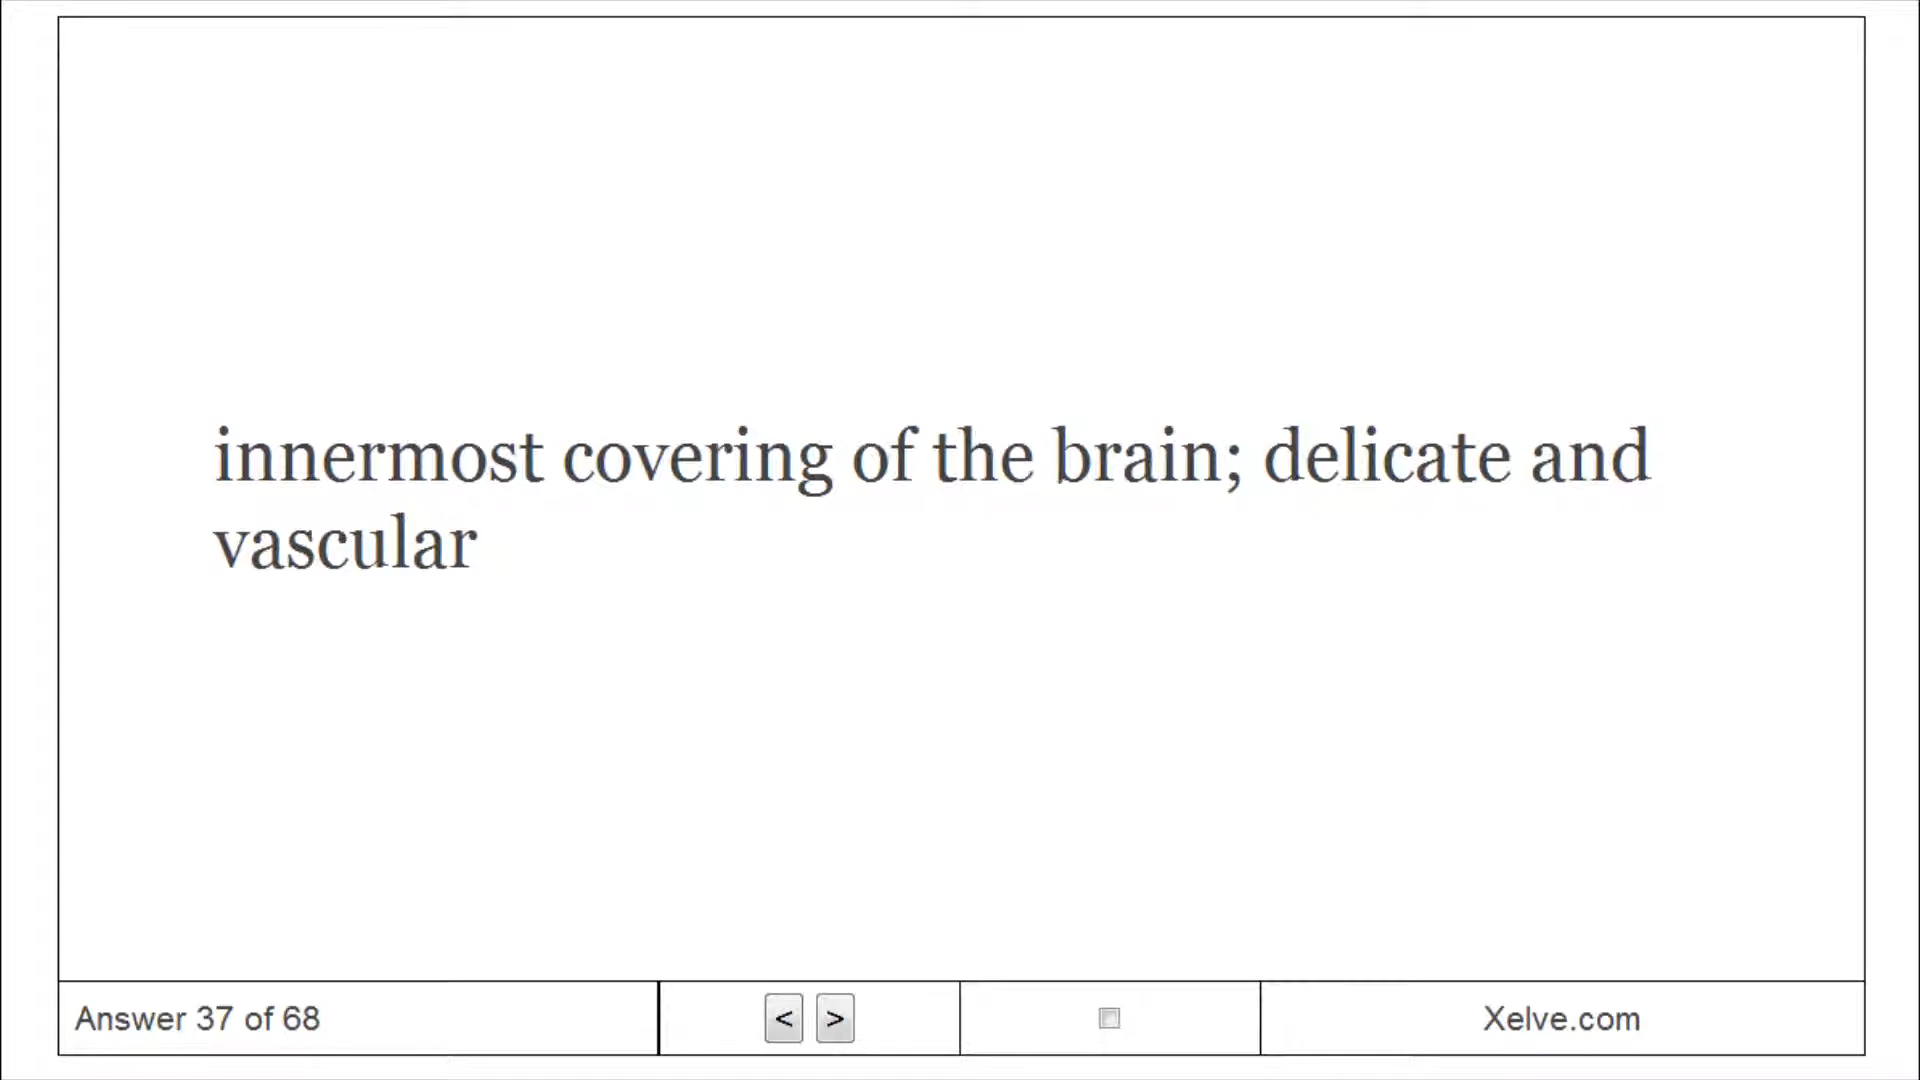 innermost covering of the brain; delicate and
vascular
Answer 37 of 68
< >
Xelve.com